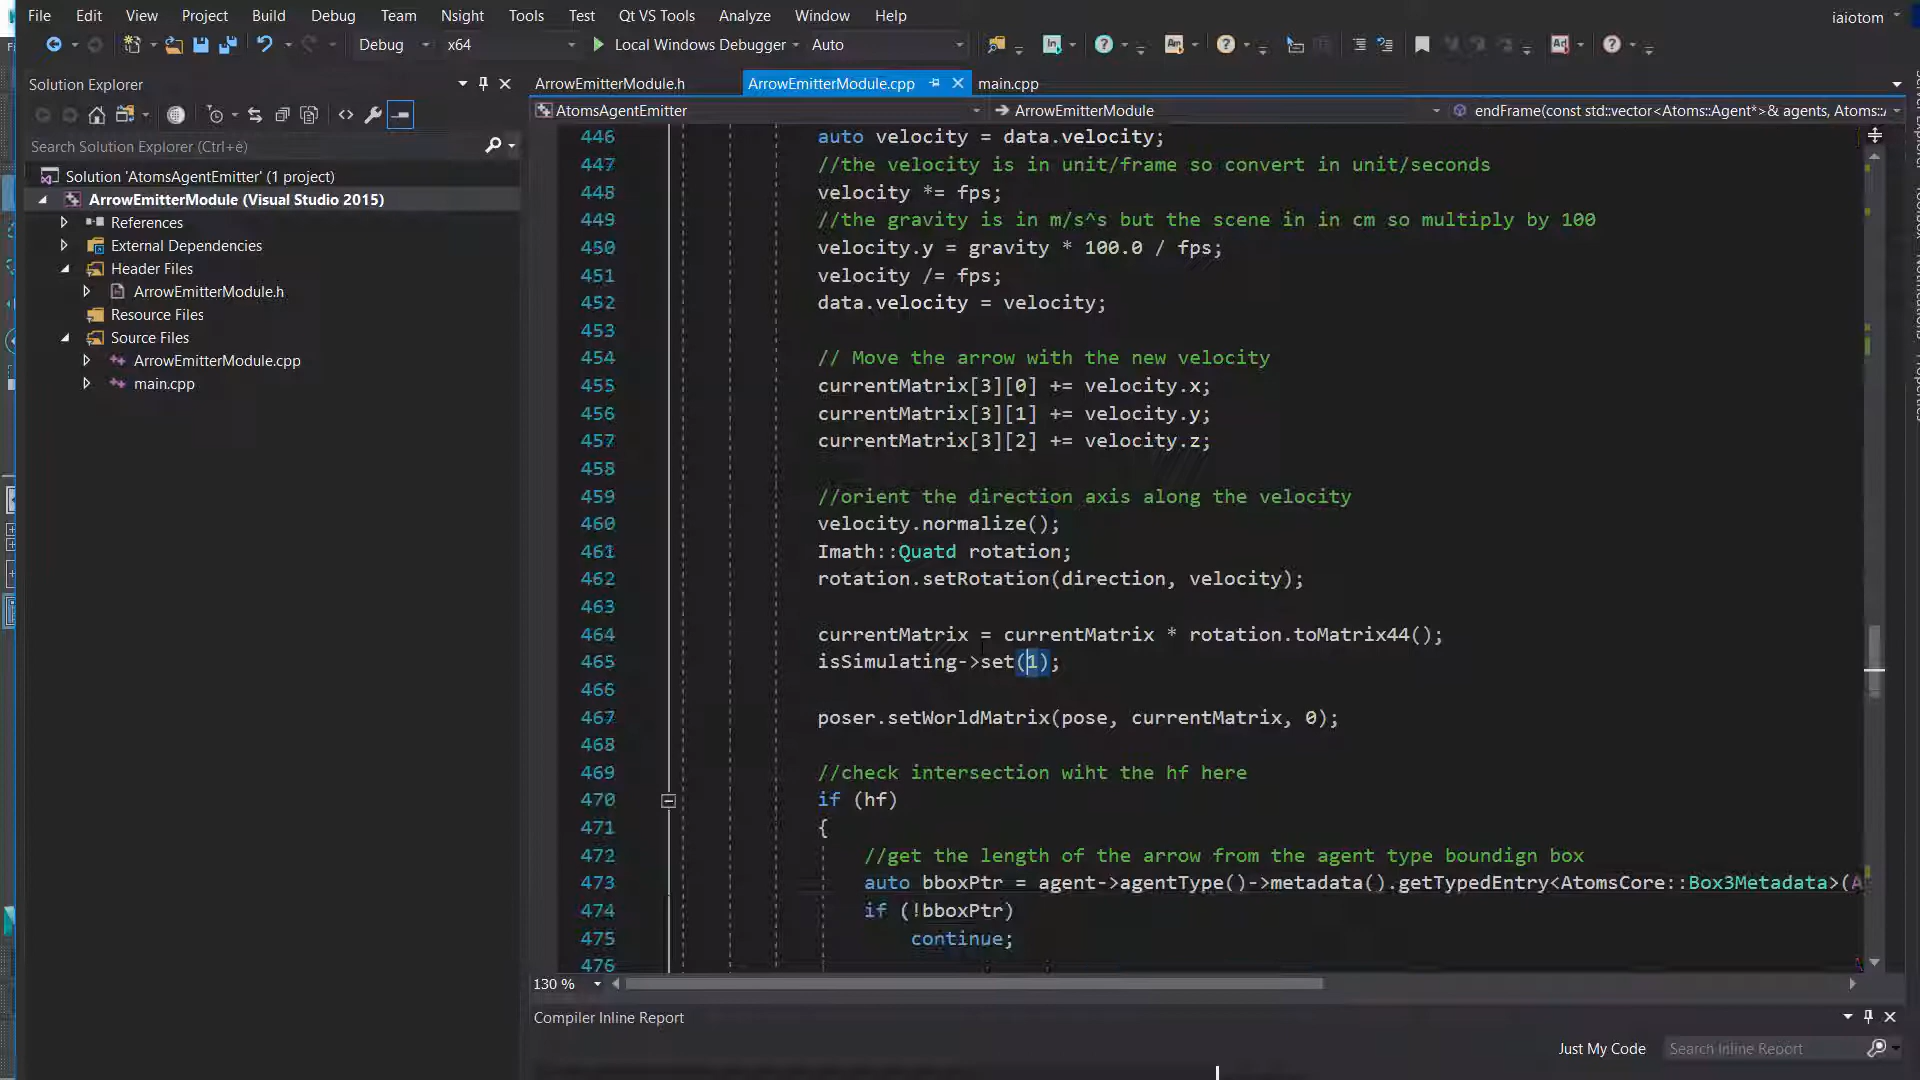 File Edit View Project Build Debug Team Nsight Tools Test Qt VS Tools Analyze Window Help iaiotom
Debug x64 Local Windows Debugger Auto
Solution Explorer
ArrowEmitterModule.h ArrowEmitterModule.cpp main.cpp
AtomsAgentEmitter ArrowEmitterModule endFrame(const std::vector<Atoms::Agent*>& agents, Atoms::
Search Solution Explorer (Ctrl+è)
Solution 'AtomsAgentEmitter' (1 project)
ArrowEmitterModule (Visual Studio 2015)
References
External Dependencies
Header Files
ArrowEmitterModule.h
Resource Files
Source Files
ArrowEmitterModule.cpp
main.cpp
446 auto velocity = data.velocity;
447 //the velocity is in unit/frame so convert in unit/seconds
448 velocity *= fps;
449 //the gravity is in m/s^s but the scene in in cm so multiply by 100
450 velocity.y = gravity * 100.0 / fps;
451 velocity /= fps;
452 data.velocity = velocity;
453
454 // Move the arrow with the new velocity
455 currentMatrix[3][0] += velocity.x;
456 currentMatrix[3][1] += velocity.y;
457 currentMatrix[3][2] += velocity.z;
458
459 //orient the direction axis along the velocity
460 velocity.normalize();
461 Imath::Quatd rotation;
462 rotation.setRotation(direction, velocity);
463
464 currentMatrix = currentMatrix * rotation.toMatrix44();
465 isSimulating->set(1);
466
467 poser.setWorldMatrix(pose, currentMatrix, 0);
468
469 //check intersection wiht the hf here
470 if (hf)
471 {
472 //get the length of the arrow from the agent type boundign box
473 auto bboxPtr = agent->agentType()->metadata().getTypedEntry<AtomsCore::Box3Metadata>(A
474 if (!bboxPtr)
475 continue;
476
130 %
Compiler Inline Report
Just My Code Search Inline Report